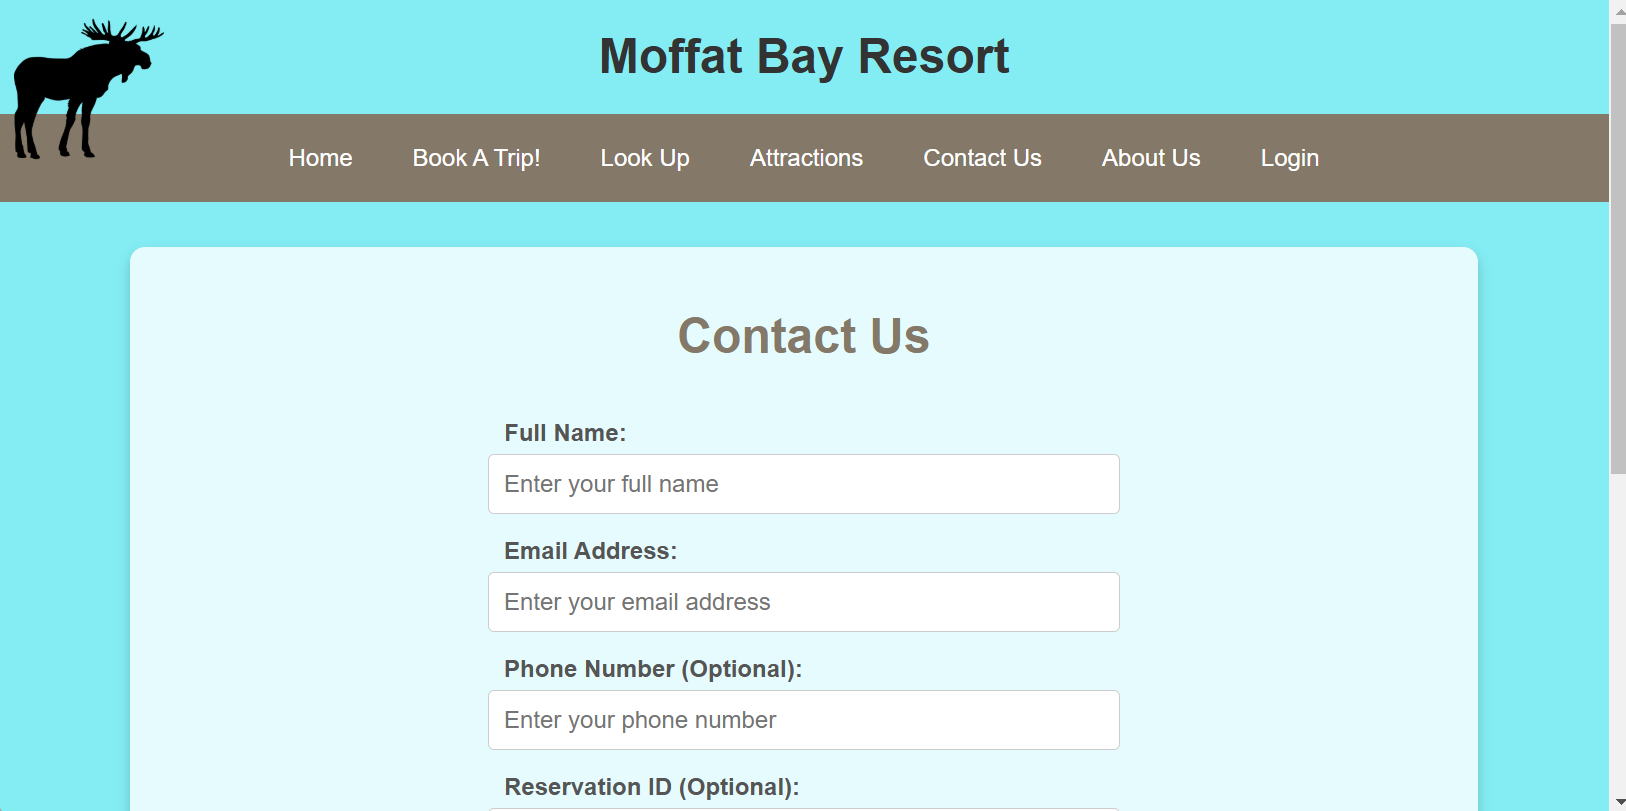 Moffat Bay Resort
Home Book A Trip! Look Up Attractions Contact Us About Us Login
Contact Us
Full Name:
Enter your full name
Email Address:
Enter your email address
Phone Number (Optional):
Enter your phone number
Reservation ID (Optional):